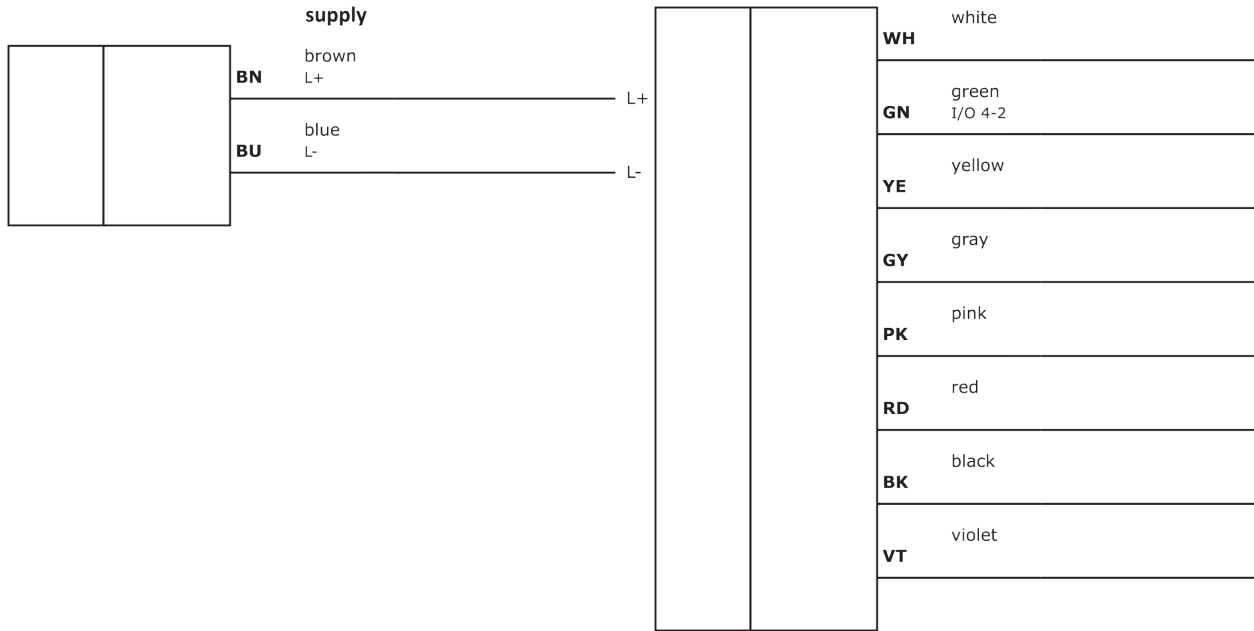 supply
brown
BN
L+
L+
blue
BU
L-
L-
white
WH
green
GN
I/O 4-2
yellow
YE
gray
GY
pink
PK
red
RD
black
BK
violet
VT